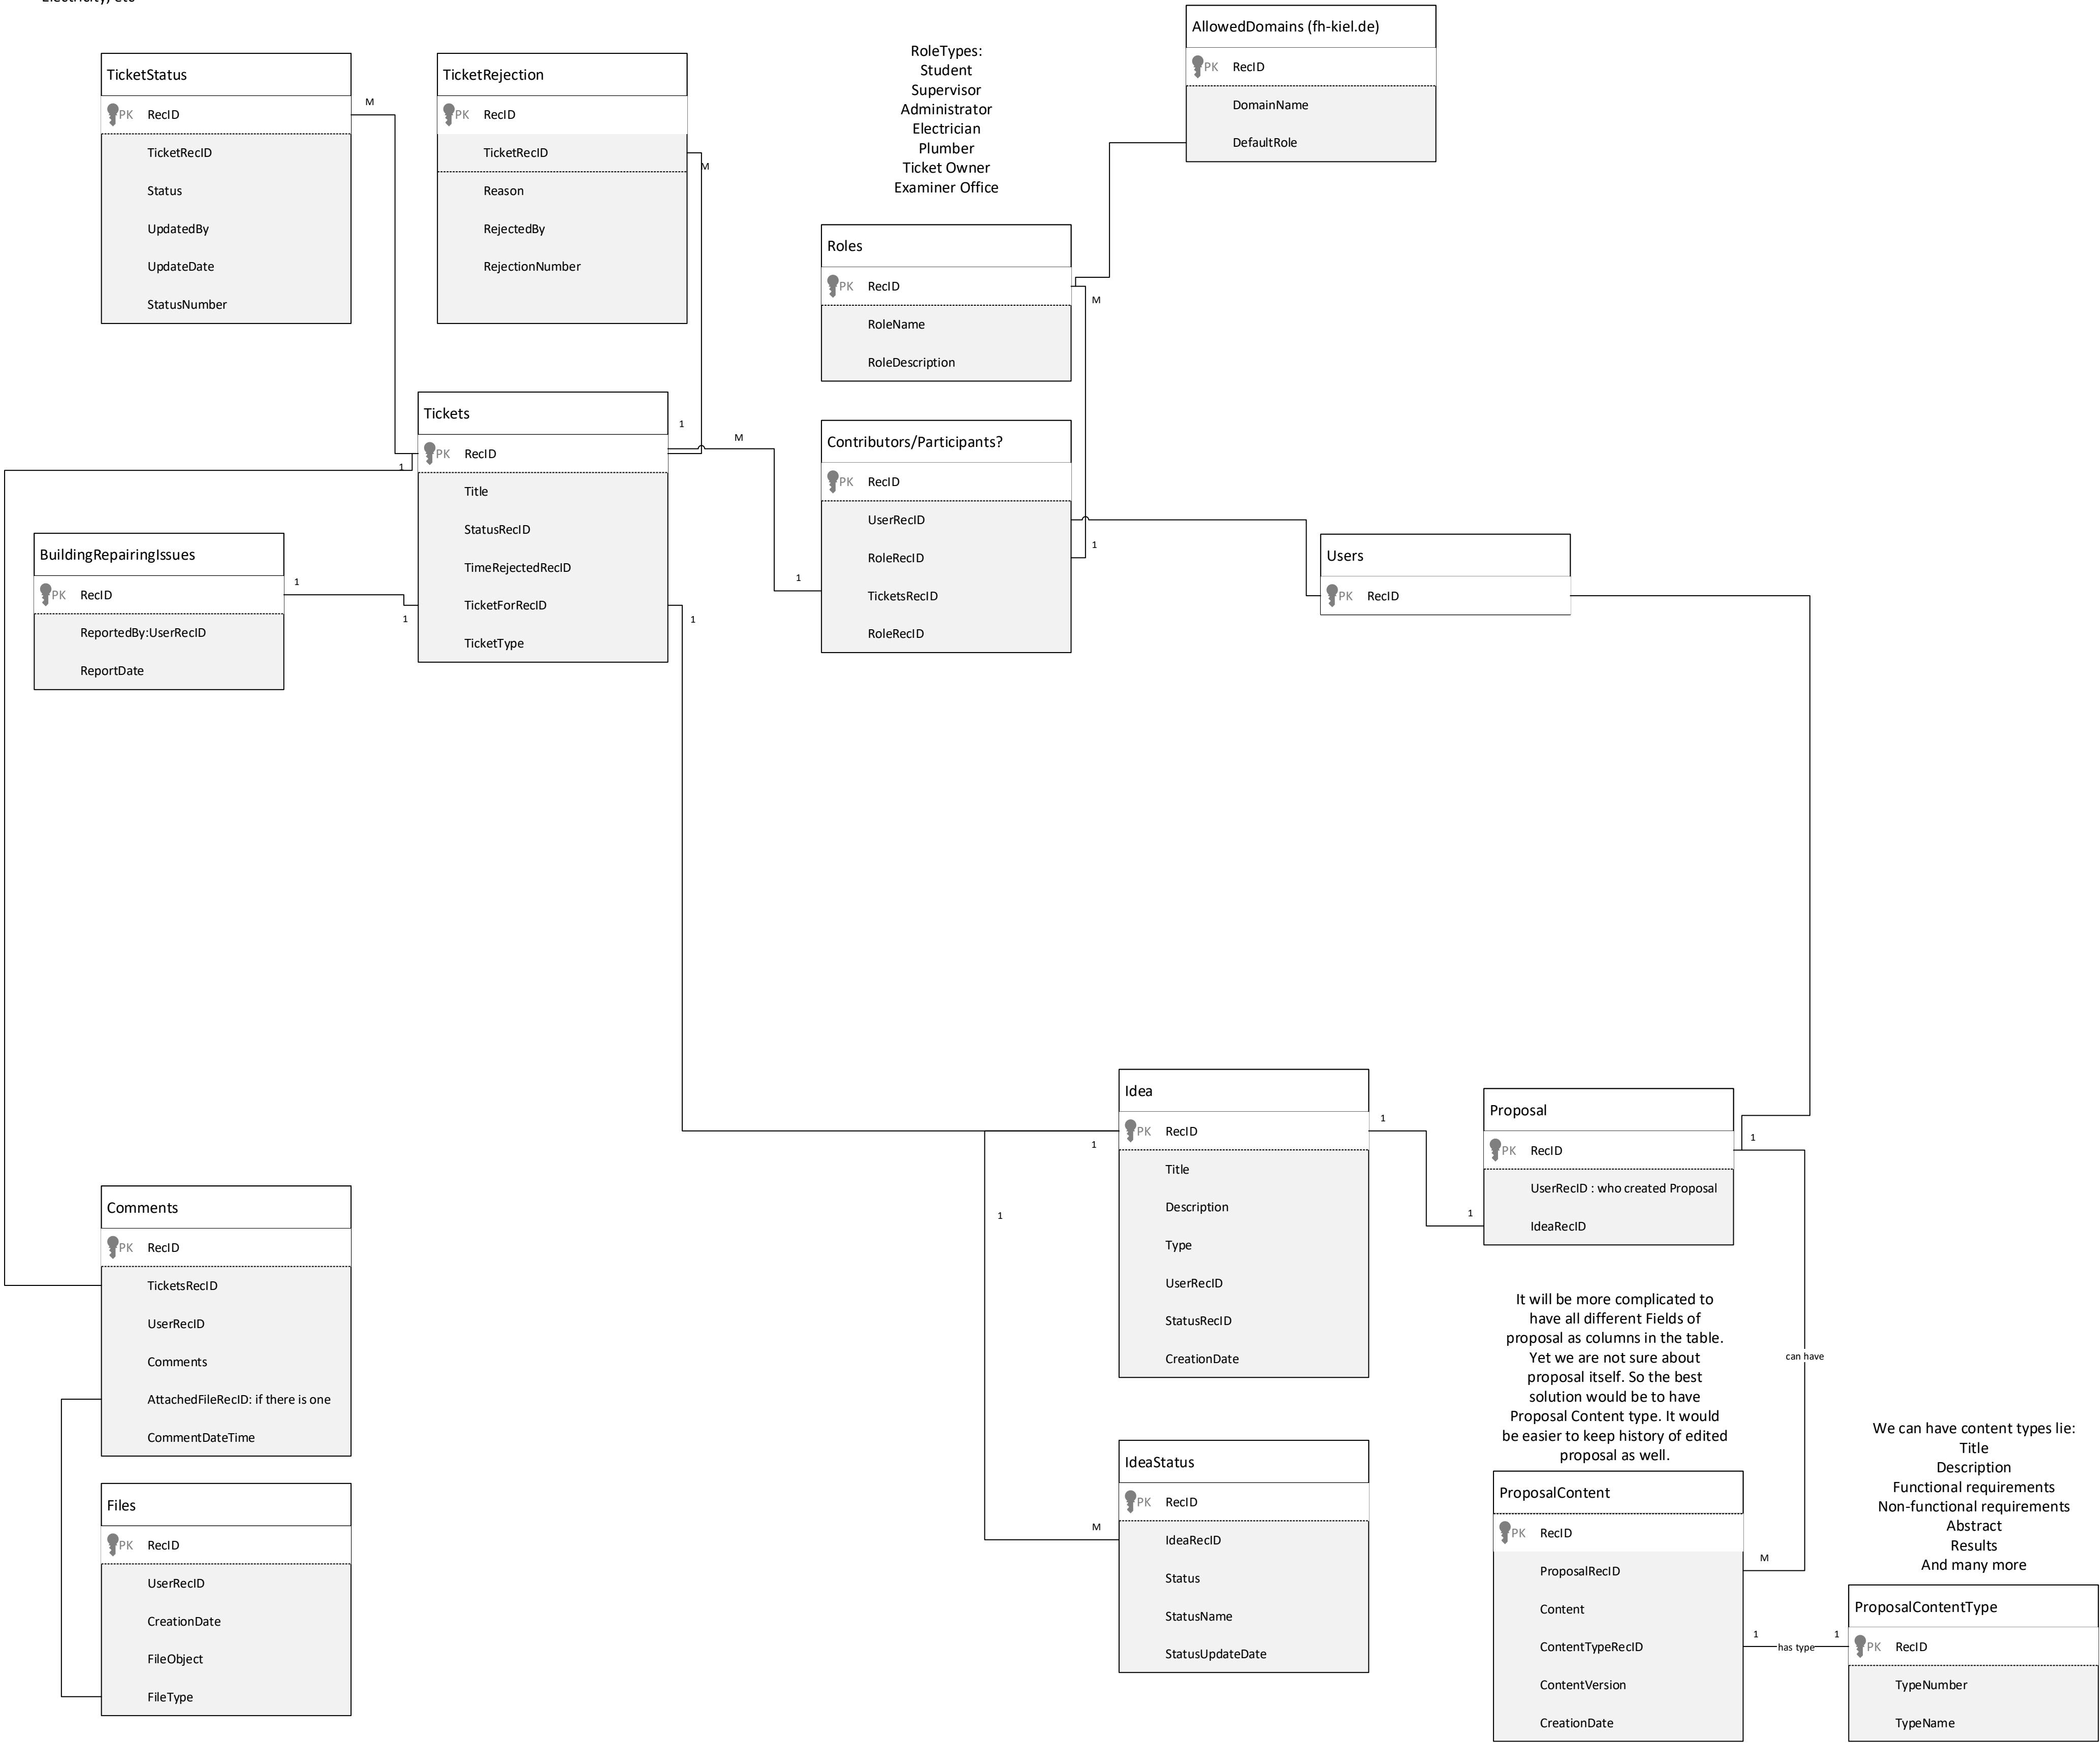 Electricity, etc
AllowedDomains (fh-kiel.de)
PK RecID
DomainName
DefaultRole
TicketStatus
PK RecID
TicketRecID
Status
UpdatedBy
UpdateDate
StatusNumber
M
TicketRejection
PK RecID
TicketRecID
Reason
RejectedBy
RejectionNumber
M
RoleTypes:
Student
Supervisor
Administrator
Electrician
Plumber
Ticket Owner
Examiner Office
Roles
PK RecID
RoleName
RoleDescription
M
Tickets
PK RecID
Title
StatusRecID
TimeRejectedRecID
TicketForRecID
TicketType
1
M
1
1
1
1
1
Contributors/Participants?
PK RecID
UserRecID
RoleRecID
TicketsRecID
RoleRecID
1
BuildingRepairingIssues
PK RecID
ReportedBy:UserRecID
ReportDate
Users
PK RecID
Idea
PK RecID
Title
Description
Type
UserRecID
StatusRecID
CreationDate
1
1
1
1
Proposal
PK RecID
UserRecID : who created Proposal
IdeaRecID
1
can have
Comments
PK RecID
TicketsRecID
UserRecID
Comments
AttachedFileRecID: if there is one
CommentDateTime
It will be more complicated to
have all different Fields of
proposal as columns in the table.
Yet we are not sure about
proposal itself. So the best
solution would be to have
Proposal Content type. It would
be easier to keep history of edited
proposal as well.
We can have content types lie:
Title
Description
Functional requirements
Non-functional requirements
Abstract
Results
And many more
IdeaStatus
PK RecID
IdeaRecID
Status
StatusName
StatusUpdateDate
M
Files
PK RecID
UserRecID
CreationDate
FileObject
FileType
ProposalContent
PK RecID
ProposalRecID
Content
ContentTypeRecID
ContentVersion
CreationDate
M
1
has type
1
ProposalContentType
PK RecID
TypeNumber
TypeName